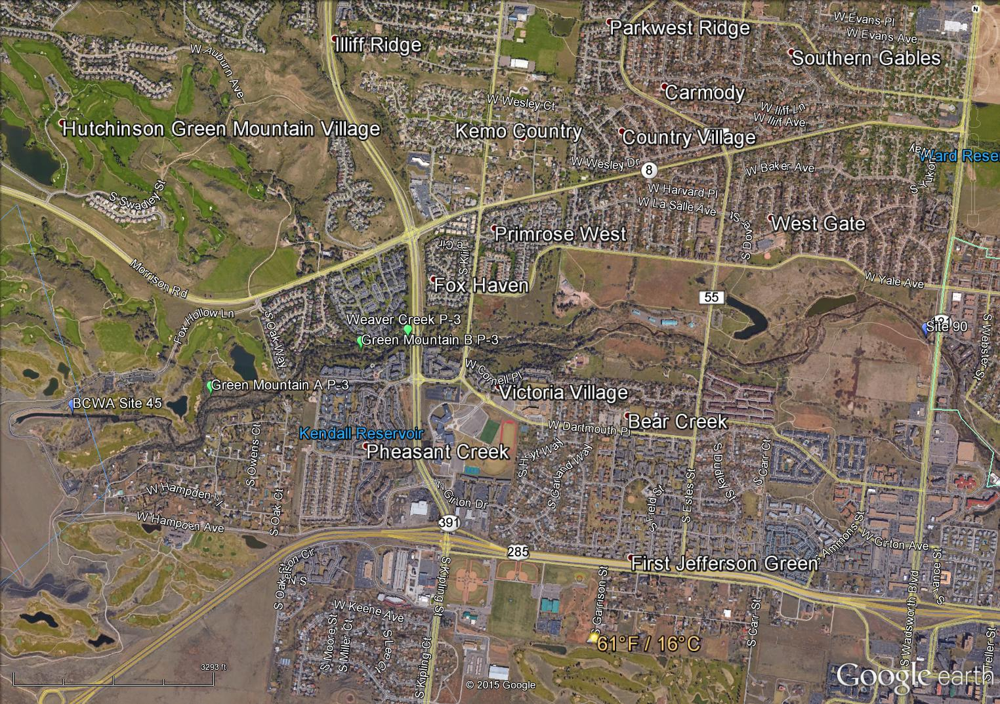 W Evans Pl
W Evans Ave
Parkwest Ridge
Illiff Ridge
Southern Gables
W Auburn Ave
Carmody
W Wesley Ct
W Iliff Ln
W Iliff Ave
Hutchinson Green Mountain Village
Kemo Country
Country Village
Ward Reser
W Wesley Dr
8
W Baker Ave
S Yukon Way
S Swadley St
W Harvard Pl
W La Salle Ave
Primrose West
S Dover St
West Gate
S Klin
e Cir
Morrison Rd
Fox Haven
W Yale Ave
55
Fox Hollow Ln
S Oak Way
Weaver Creek P-3
Green Mountain B P-3
121
Site 90
S Webster St
W Cornell Pl
Green Mountain A P-3
BCWA Site 45
Victoria Village
Bear Creek
Kendall Reservoir
W Dartmouth Pl
S Owens Ct
Pheasant Creek
S Hoyt Way
S Garland Way
S Dudley St
S Carr Ct
W Hampden Pl
W Girton Dr
S Oak Ct
S Field St
S Estes St
W Hampden Ave
391
S Ammons St
W Girton Ave
285
First Jefferson Green
S Vance St
S Kipling St
S Garrison St
S Wadsworth Blvd
W Keene Ave
S Moore St
S Miller Ct
S Lee Ct
S Carr St
61°F / 16°C
S Kipling Ct
S Teller St
3293 ft
© 2015 Google
Google earth
N